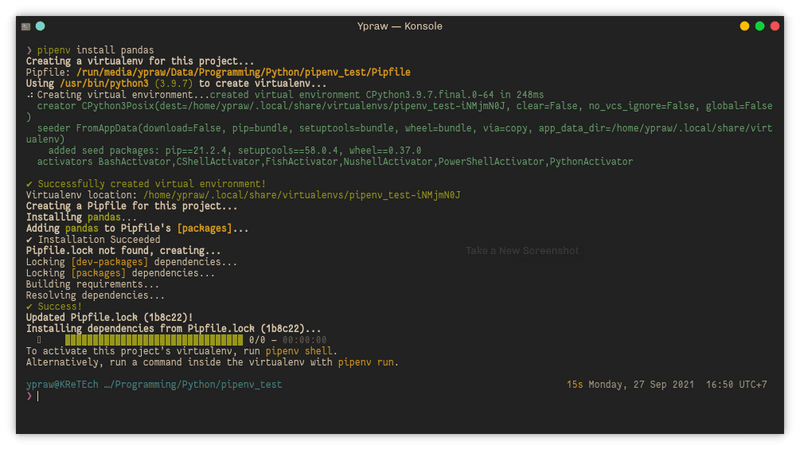 Ypraw — Konsole
❯ pipenv install pandas
Creating a virtualenv for this project...
Pipfile: /run/media/ypraw/Data/Programming/Python/pipenv_test/Pipfile
Using /usr/bin/python3 (3.9.7) to create virtualenv...
⠼ Creating virtual environment...created virtual environment CPython3.9.7.final.0-64 in 248ms
creator CPython3Posix(dest=/home/ypraw/.local/share/virtualenvs/pipenv_test-iNMjmN0J, clear=False, no_vcs_ignore=False, global=False
)
seeder FromAppData(download=False, pip=bundle, setuptools=bundle, wheel=bundle, via=copy, app_data_dir=/home/ypraw/.local/share/virt
ualenv)
added seed packages: pip==21.2.4, setuptools==58.0.4, wheel==0.37.0
activators BashActivator,CShellActivator,FishActivator,NushellActivator,PowerShellActivator,PythonActivator
✔ Successfully created virtual environment!
Virtualenv location: /home/ypraw/.local/share/virtualenvs/pipenv_test-iNMjmN0J
Creating a Pipfile for this project...
Installing pandas...
Adding pandas to Pipfile's [packages]...
✔ Installation Succeeded
Pipfile.lock not found, creating...
Take a New Screenshot
Locking [dev-packages] dependencies...
Locking [packages] dependencies...
Building requirements...
Resolving dependencies...
✔ Success!
Updated Pipfile.lock (1b8c22)!
Installing dependencies from Pipfile.lock (1b8c22)...
0/0 — 00:00:00
To activate this project's virtualenv, run pipenv shell.
Alternatively, run a command inside the virtualenv with pipenv run.
ypraw@KReTEch …/Programming/Python/pipenv_test 15s Monday, 27 Sep 2021 16:50 UTC+7
❯